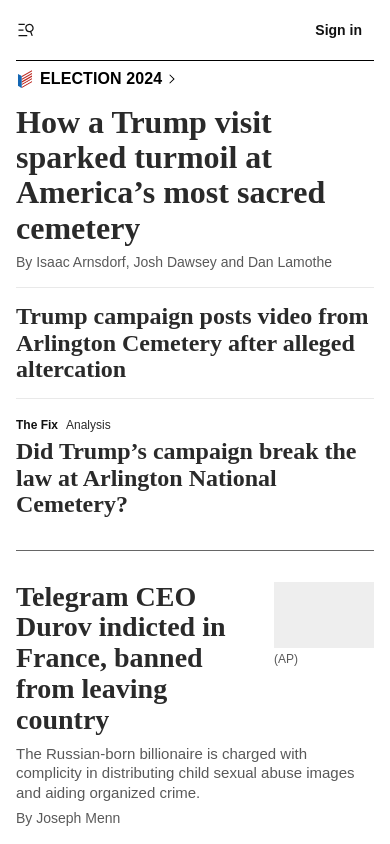 Sign in
ELECTION 2024
How a Trump visit
sparked turmoil at
America’s most sacred
cemetery
By Isaac Arnsdorf, Josh Dawsey and Dan Lamothe
Trump campaign posts video from
Arlington Cemetery after alleged
altercation
The Fix Analysis
Did Trump’s campaign break the
law at Arlington National
Cemetery?
Telegram CEO
Durov indicted in
France, banned
from leaving
country
(AP)
The Russian-born billionaire is charged with
complicity in distributing child sexual abuse images
and aiding organized crime.
By Joseph Menn